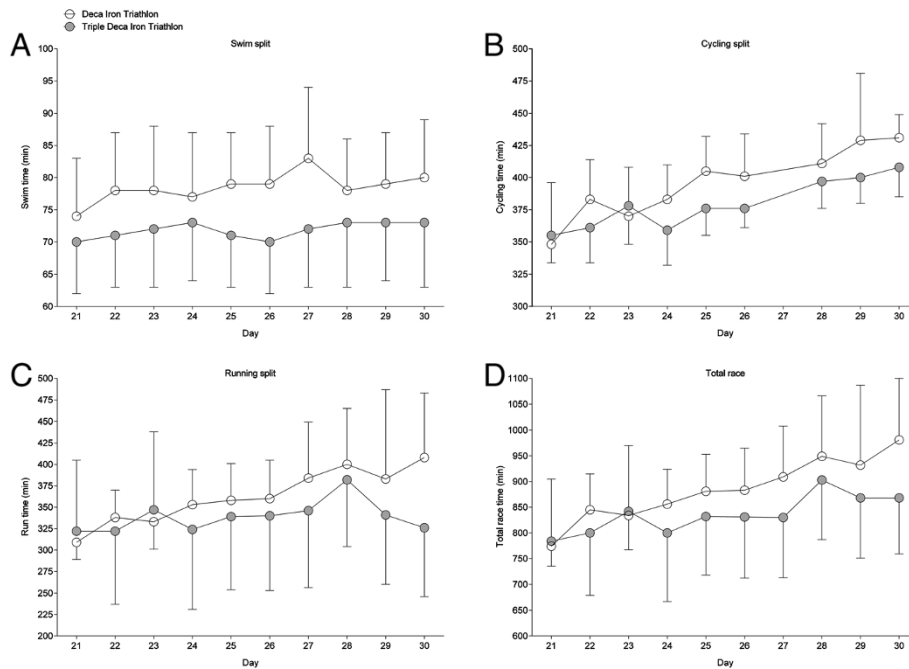 Deca Iron Triathlon
Triple Deca Iron Triathlon
A
Swim split
Swim time (min)
100
95
90
85
80
75
70
65
60
21 22 23 24 25 26 27 28 29 30
Day
B
Cycling split
Cycling time (min)
500
475
450
425
400
375
350
325
300
21 22 23 24 25 26 27 28 29 30
Day
C
Running split
Run time (min)
500
475
450
425
400
375
350
325
300
275
250
225
200
21 22 23 24 25 26 27 28 29 30
Day
D
Total race
Total race time (min)
1100
1050
1000
950
900
850
800
750
700
650
600
21 22 23 24 25 26 27 28 29 30
Day